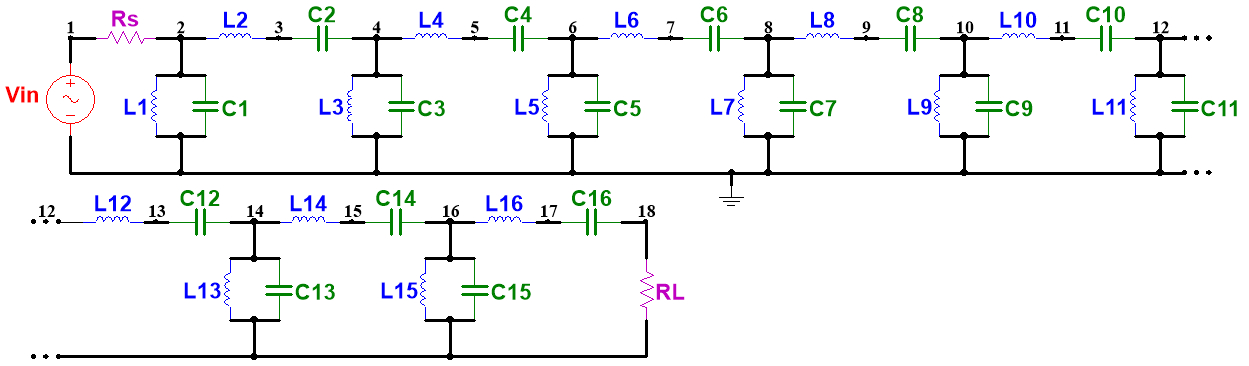 Rs L2 C2 L4 C4 L6 C6 L8 C8 L10 C10
1 2 3 4 5 6 7 8 9 10 11 12
Vin + −
L1 C1 L3 C3 L5 C5 L7 C7 L9 C9 L11 C11
L12 C12 L14 C14 L16 C16
12 13 14 15 16 17 18
L13 C13 L15 C15 RL